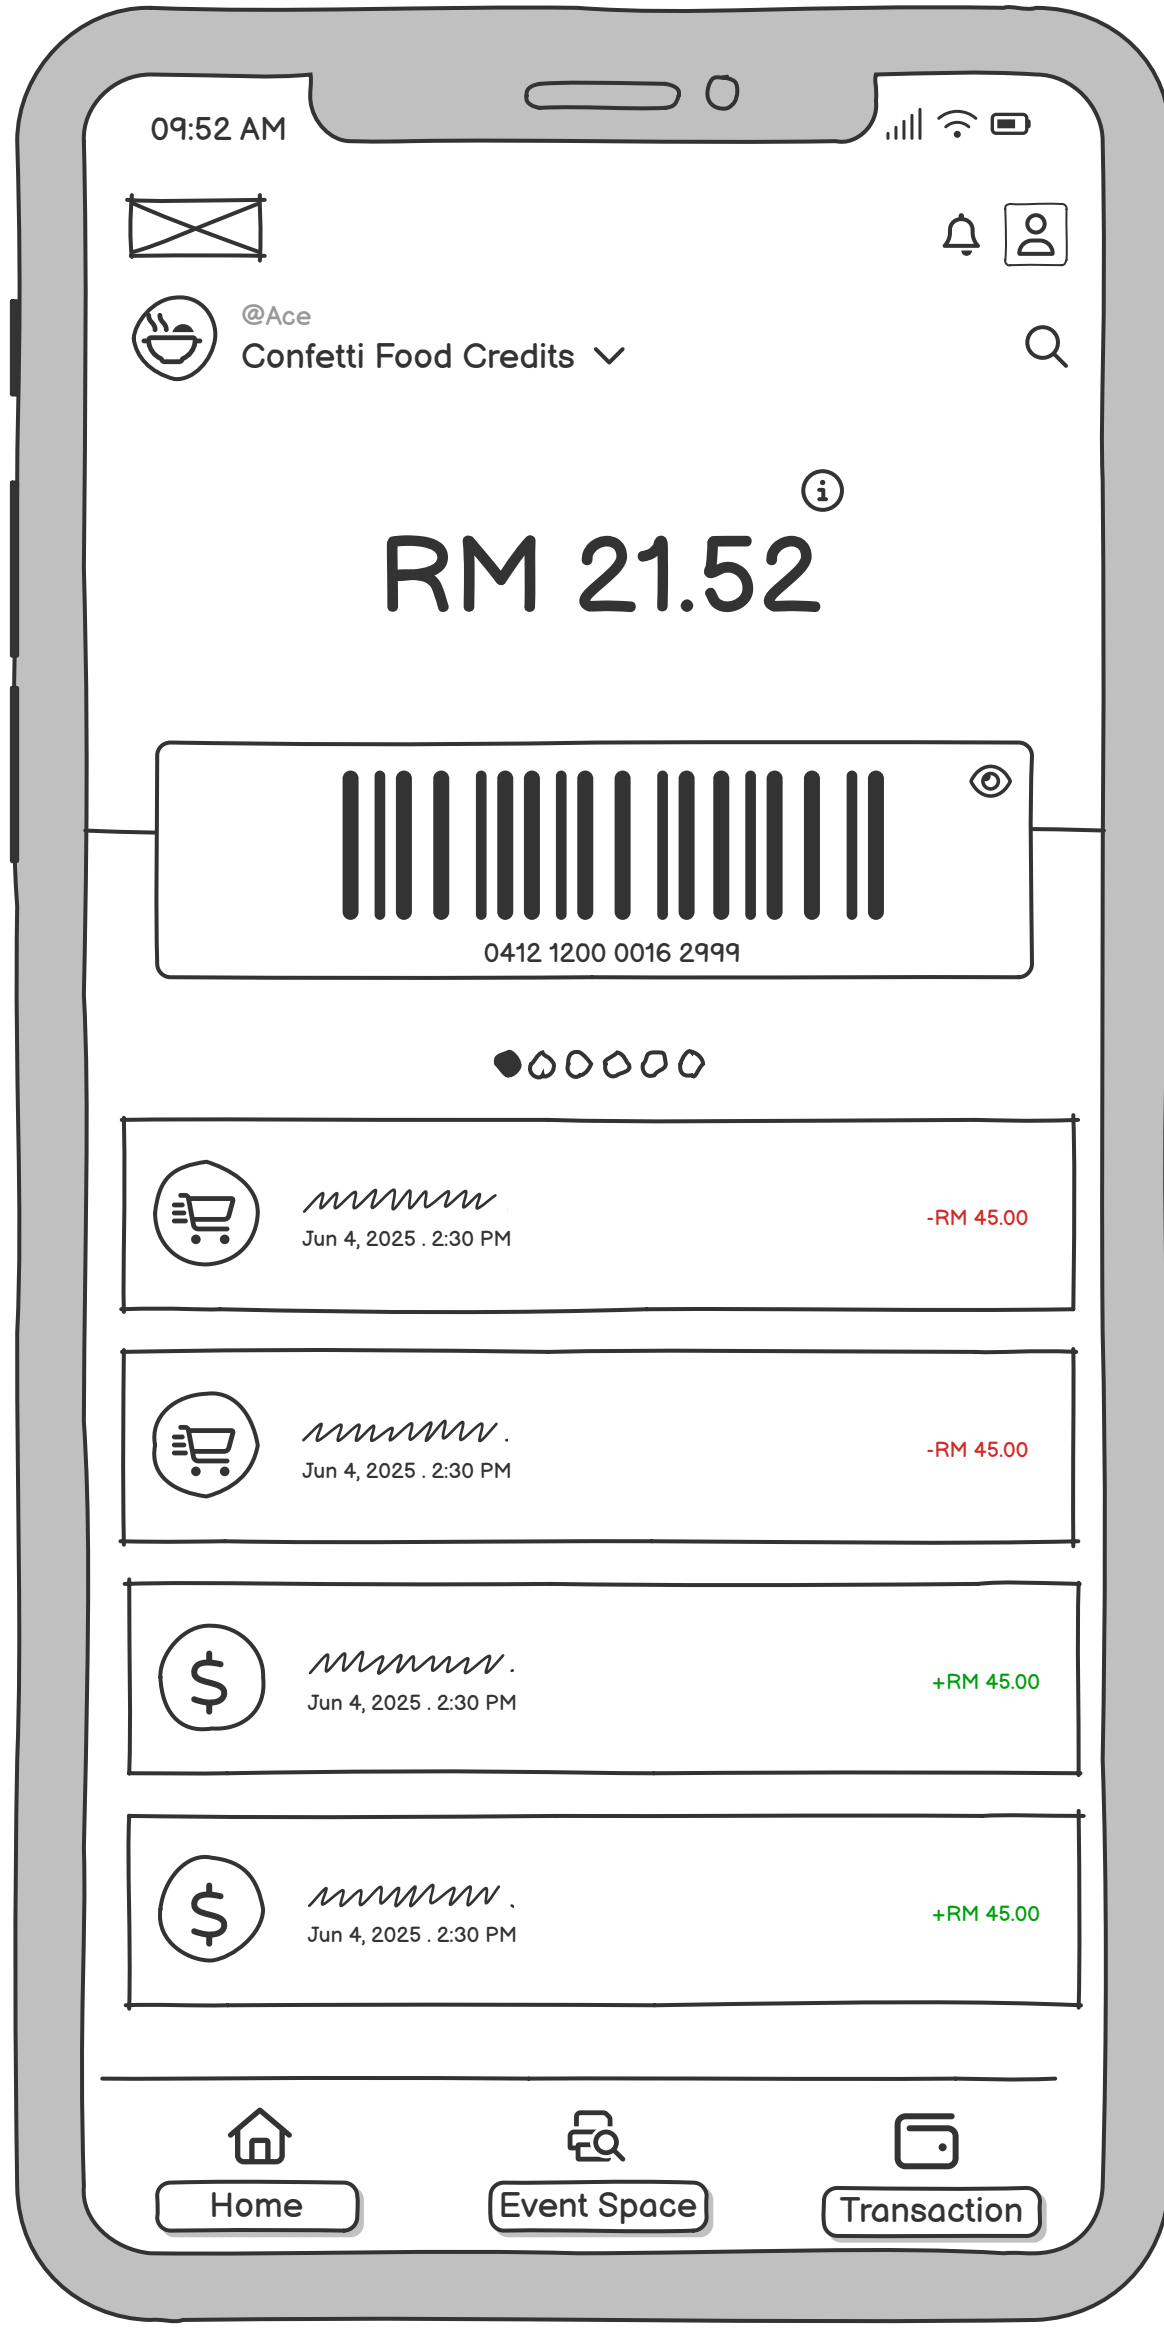 09:52 AM
@Ace
Confetti Food Credits
RM 21.52
0412 1200 0016 2999
Jun 4, 2025 . 2:30 PM
-RM 45.00
Jun 4, 2025 . 2:30 PM
-RM 45.00
Jun 4, 2025 . 2:30 PM
+RM 45.00
Jun 4, 2025 . 2:30 PM
+RM 45.00
Home
Event Space
Transaction